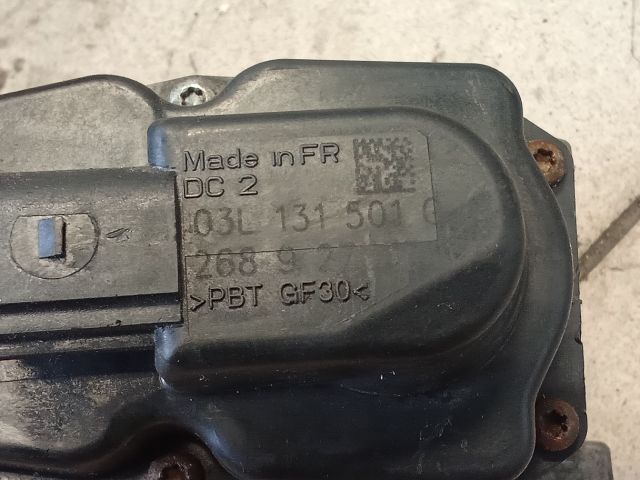 Made in FR
DC 2
03L 131 501
268 9
>PBT GF30<